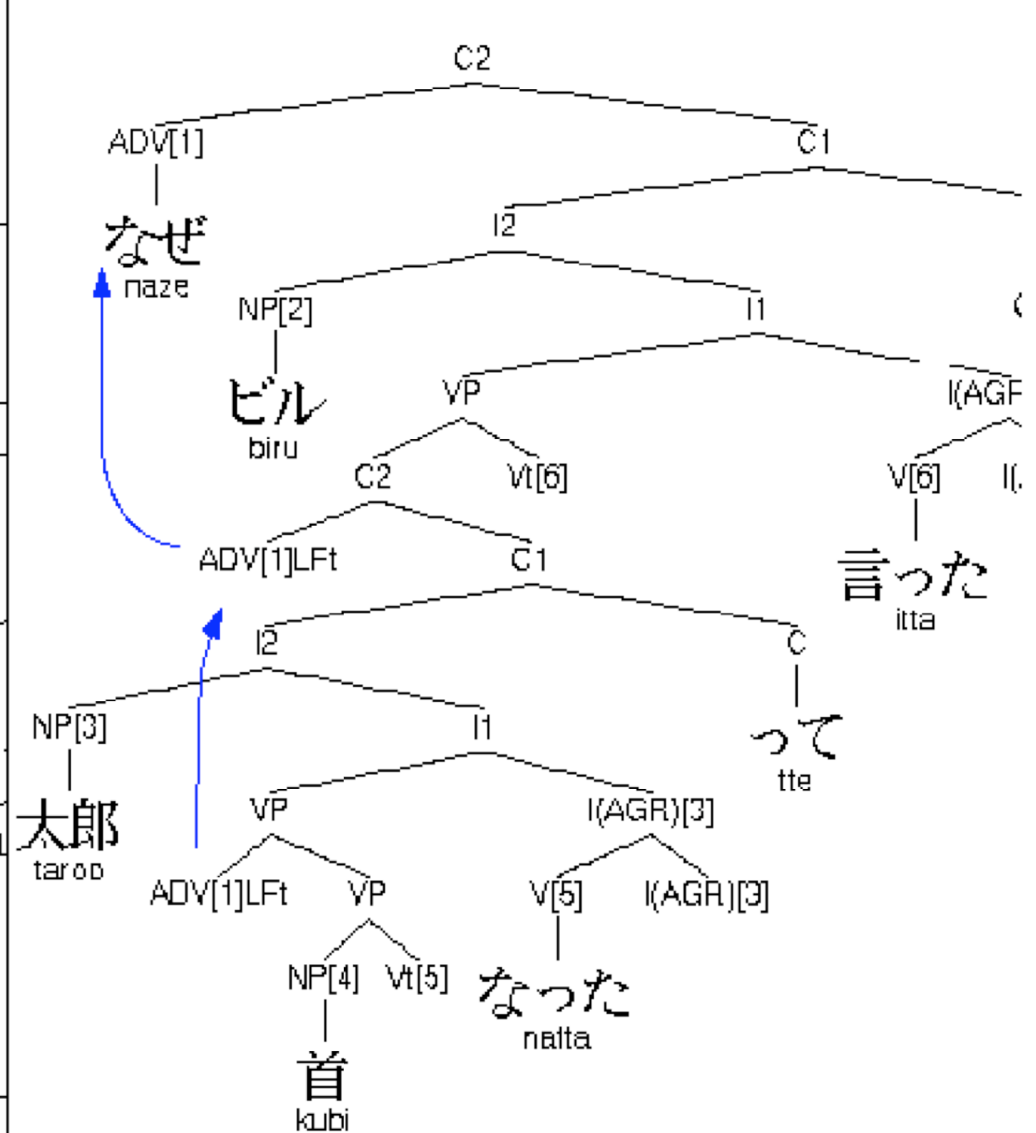 C2
ADV[1] C1
なぜ
naze
I2
NP[2] I1
ビル
biru
VP
C2 Vt[6] V[6]
言った
itta
ADV[1]LFt C1
I2 C
って
tte
NP[3] I1
太郎
taroo
VP I(AGR)[3]
ADV[1]LFt VP V[5] I(AGR)[3]
NP[4] Vt[5]
なった
natta
首
kubi